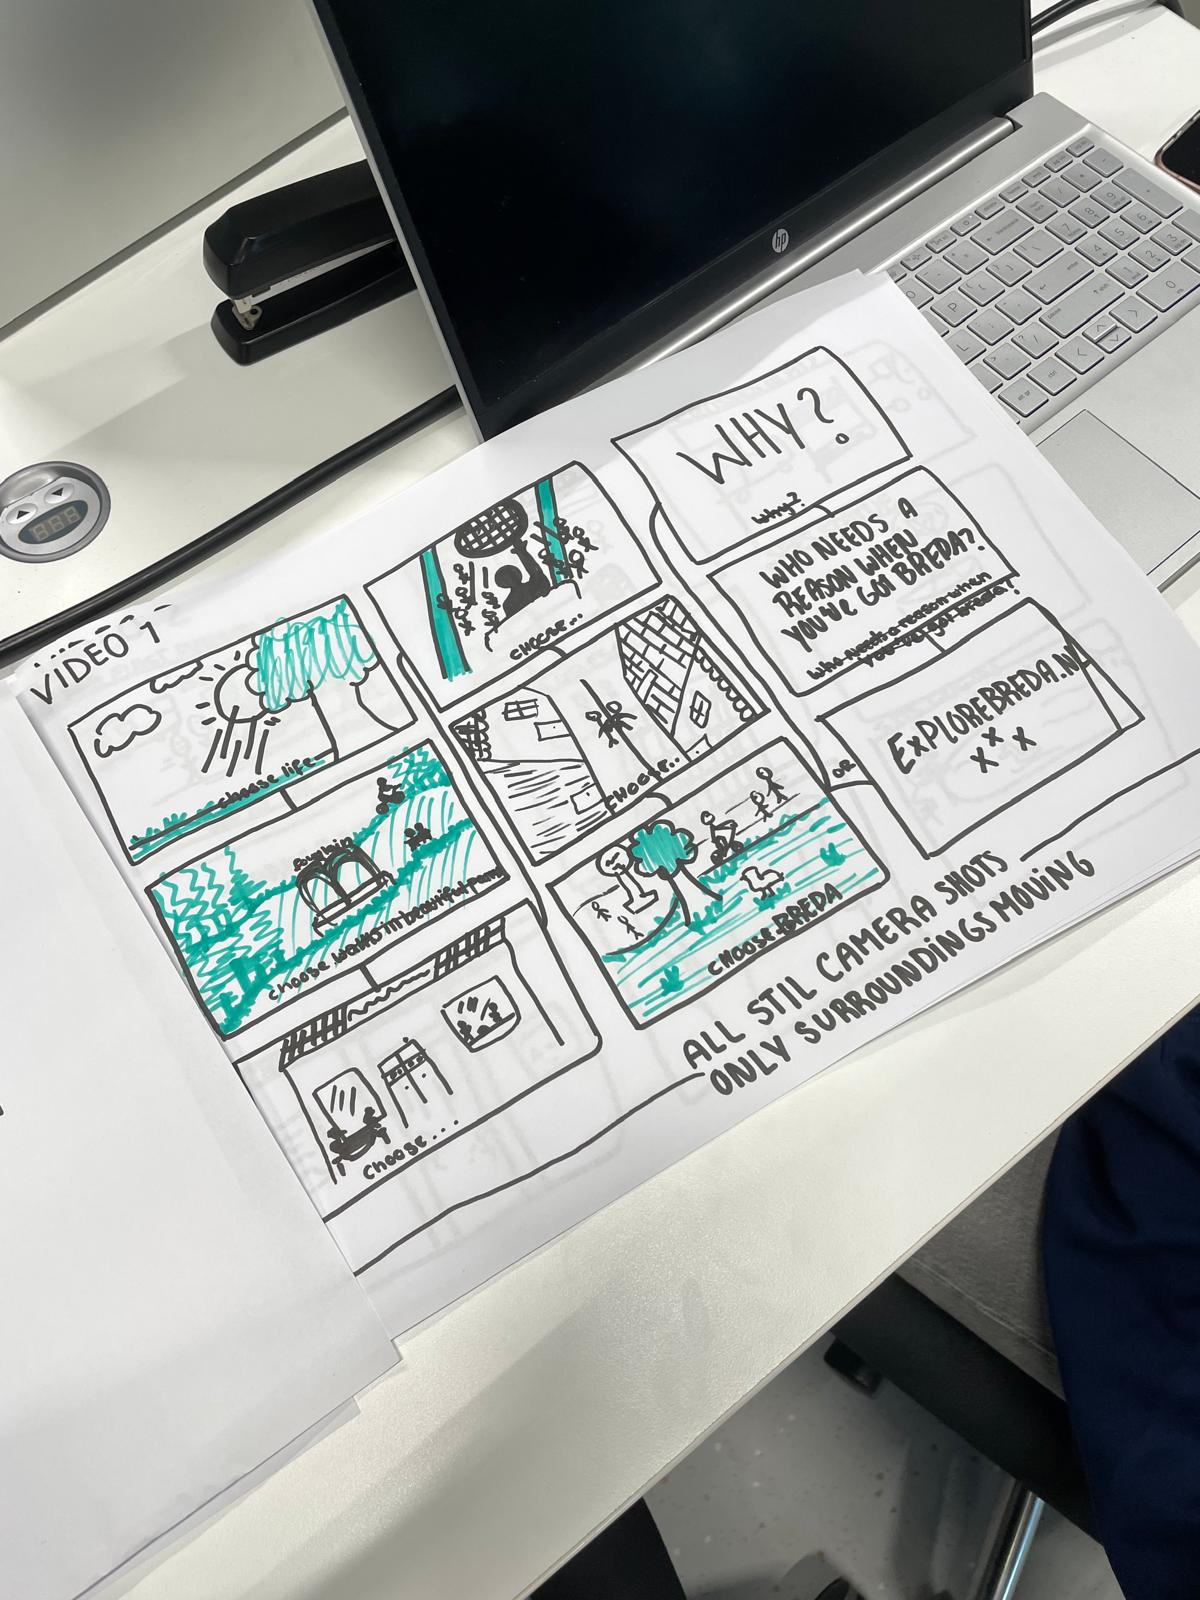 VIDEO 1
choose life
fountain
choose walks in beautiful
choose...
choose...
choose..
CHOOSE BREDA
OR
WHY?
why?
WHO NEEDS A
REASON WHEN
YOU'VE GOT BREDA?
who needs a reason when
you've got breda?
EXPLOREBREDA.NL
XXX
ALL STIL CAMERA SHOTS
ONLY SURROUNDINGS MOVING
hp